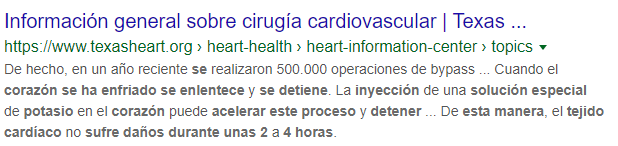 Información general sobre cirugía cardiovascular | Texas ...
https://www.texasheart.org › heart-health › heart-information-center › topics ▾
De hecho, en un año reciente se realizaron 500.000 operaciones de bypass ... Cuando el
corazón se ha enfriado se enlentece y se detiene. La inyección de una solución especial
de potasio en el corazón puede acelerar este proceso y detener ... De esta manera, el tejido
cardíaco no sufre daños durante unas 2 a 4 horas.